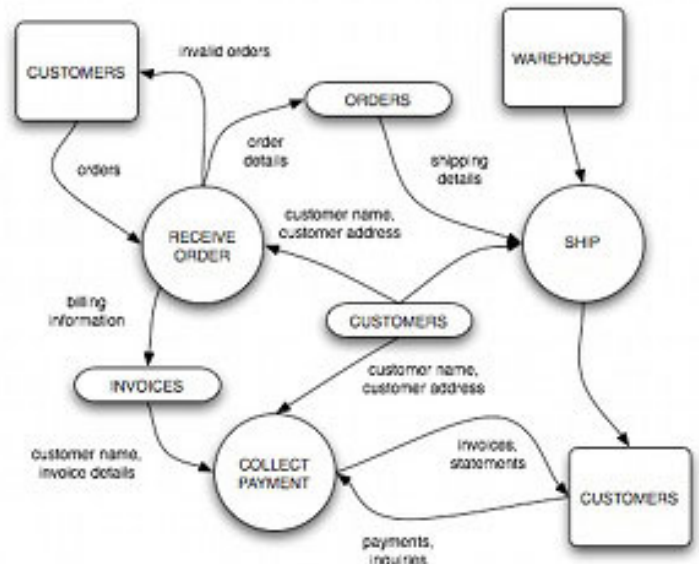 invalid orders
CUSTOMERS
WAREHOUSE
ORDERS
order
details
orders
shipping
details
customer name,
customer address
RECEIVE
ORDER
SHIP
billing
information
CUSTOMERS
customer name,
customer address
INVOICES
customer name,
invoice details
COLLECT
PAYMENT
invoices,
statements
CUSTOMERS
payments,
inquiries